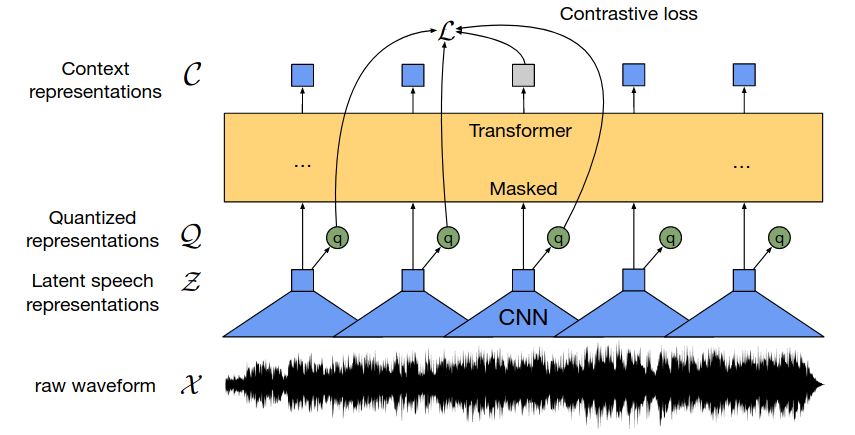 Contrastive loss
ℒ
Context
representations
𝒞
Transformer
...
...
Masked
Quantized
representations
𝒬
q
q
q
q
q
Latent speech
representations
𝒵
CNN
raw waveform
𝒳